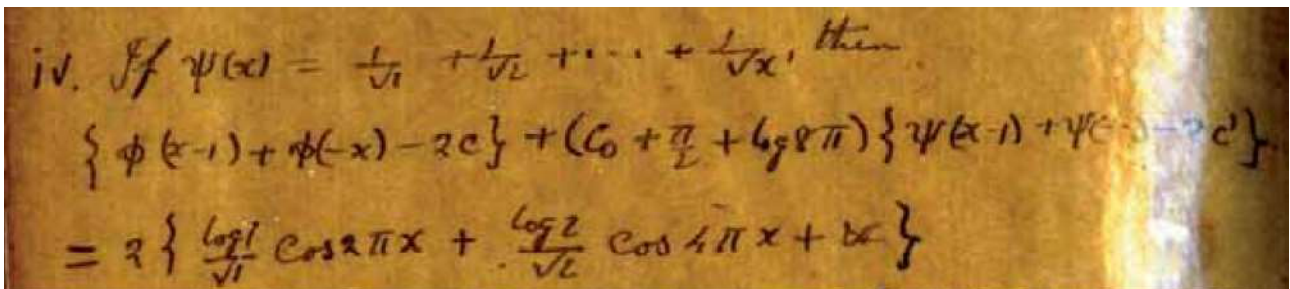 iv. If ψ(x) = 1/√1 + 1/√2 + ··· + 1/√x, then
{φ(x-1) + φ(-x) - 2c} + (C₀ + π/2 + log 8π){ψ(x-1) + ψ( c'}
= 2{log1/√1 cos 2πx + log2/√2 cos 4πx + &c}